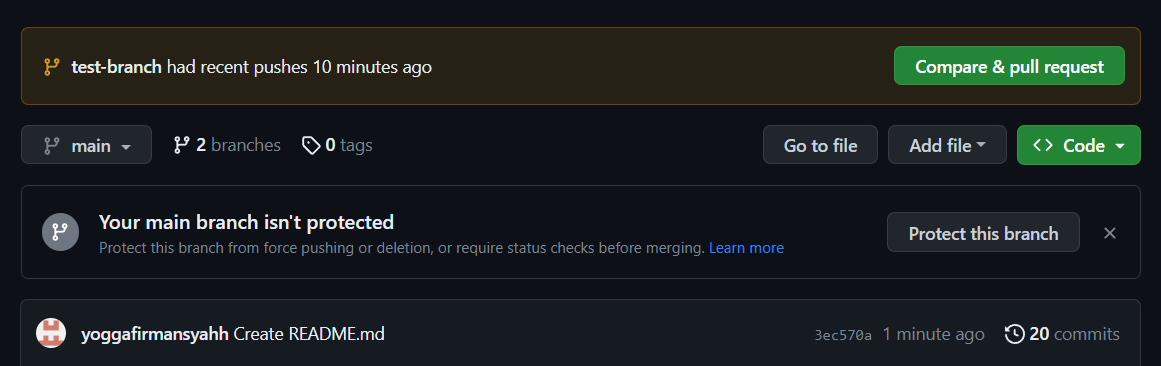 test-branch had recent pushes 10 minutes ago Compare & pull request
main 2 branches 0 tags Go to file Add file Code
Your main branch isn't protected
Protect this branch from force pushing or deletion, or require status checks before merging. Learn more Protect this branch
yoggafirmansyahh Create README.md 3ec570a 1 minute ago 20 commits